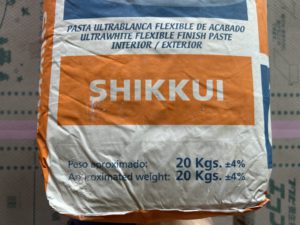 PASTA ULTRABLANCA FLEXIBLE DE ACABADO
ULTRAWHITE FLEXIBLE FINISH PASTE
INTERIOR / EXTERIOR
SHIKKUI
Peso aproximado: 20 Kgs. ±4%
Approximated weight: 20 Kgs. ±4%